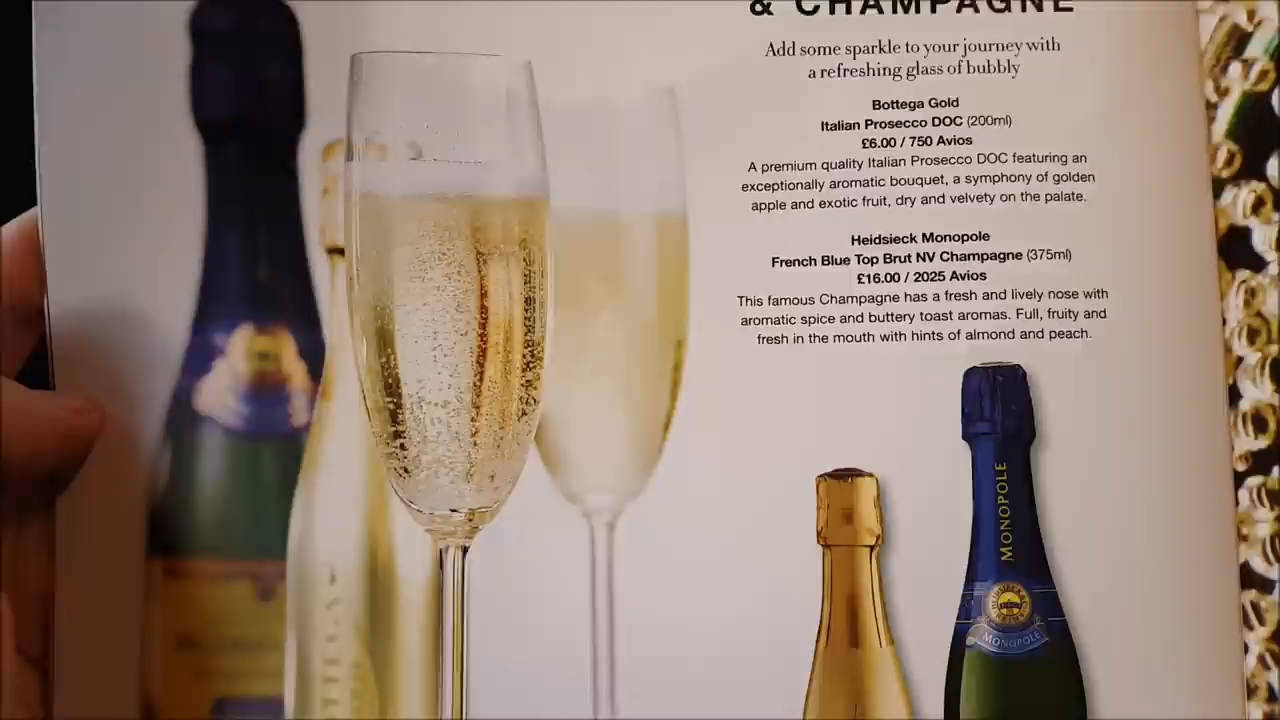 & CHAMPAGNE
Add some sparkle to your journey with
a refreshing glass of bubbly
Bottega Gold
Italian Prosecco DOC (200ml)
£6.00 / 750 Avios
A premium quality Italian Prosecco DOC featuring an
exceptionally aromatic bouquet, a symphony of golden
apple and exotic fruit, dry and velvety on the palate.
Heidsieck Monopole
French Blue Top Brut NV Champagne (375ml)
£16.00 / 2025 Avios
This famous Champagne has a fresh and lively nose with
aromatic spice and buttery toast aromas. Full, fruity and
fresh in the mouth with hints of almond and peach.
MONOPOLE
MONOPOLE